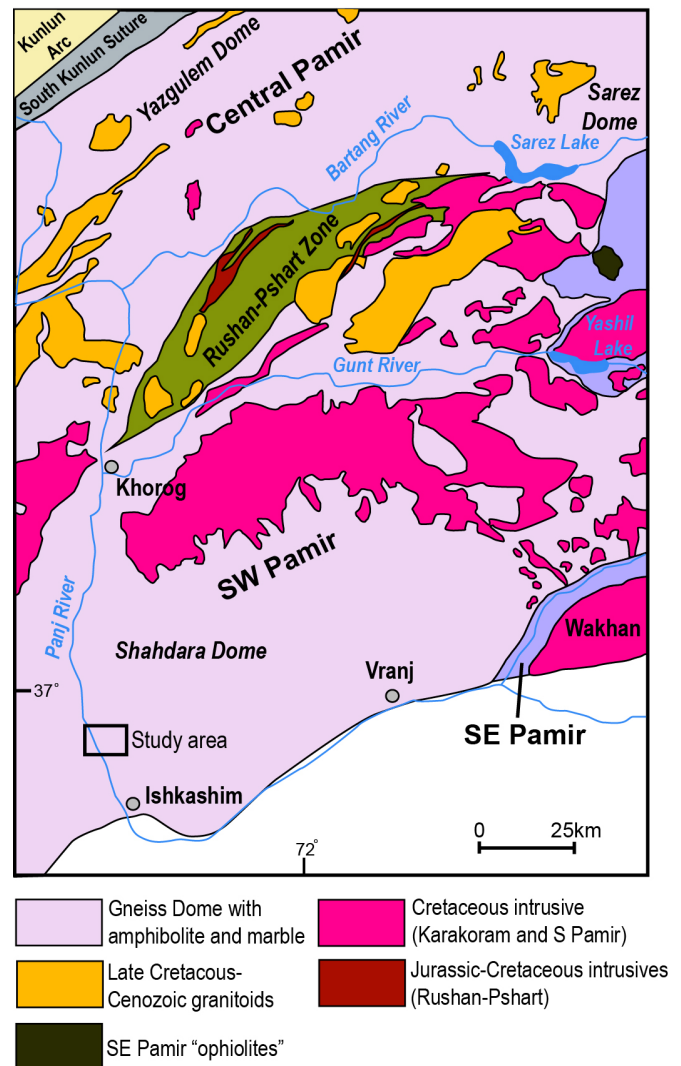 Kunlun
Arc
South Kunlun Suture
Yazgulem Dome
Central Pamir
Sarez
Dome
Bartang River
Sarez Lake
Rushan-Pshart Zone
Yashil
Lake
Gunt River
Khorog
SW Pamir
Panj River
Shahdara Dome
Wakhan
Vranj
37°
SE Pamir
Study area
Ishkashim
0 25km
72°
Gneiss Dome with
amphibolite and marble
Cretaceous intrusive
(Karakoram and S Pamir)
Late Cretacous-
Cenozoic granitoids
Jurassic-Cretaceous intrusives
(Rushan-Pshart)
SE Pamir “ophiolites”